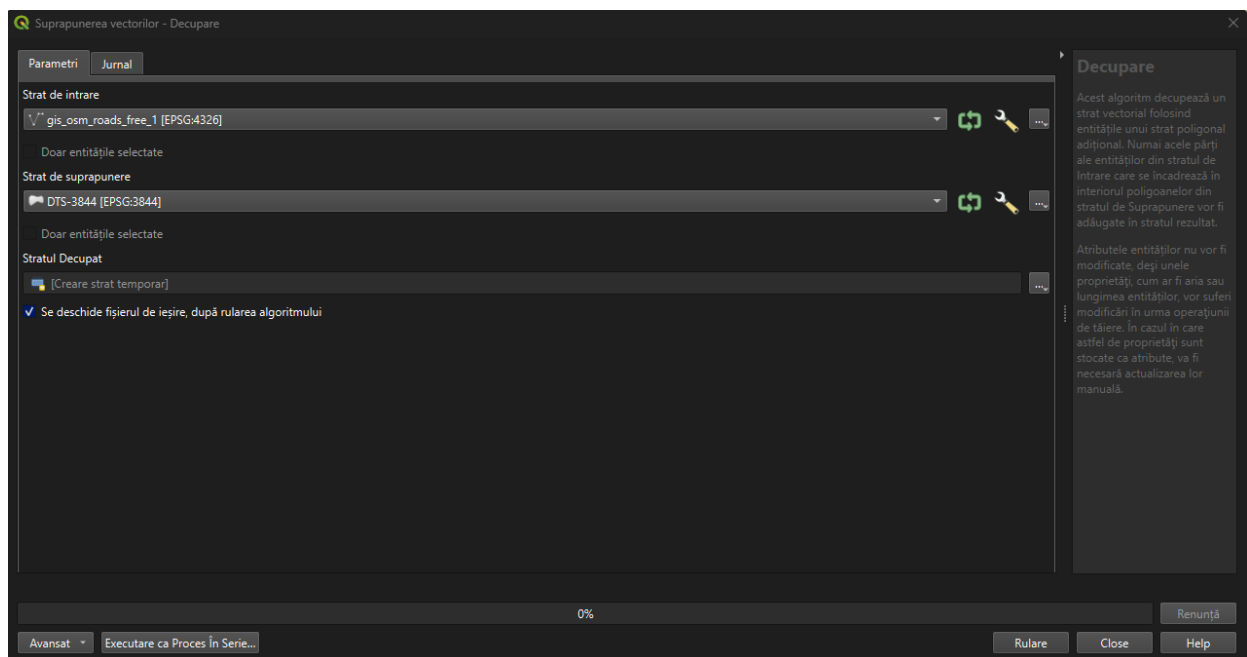 Suprapunerea vectorilor - Decupare
Parametri
Jurnal
Strat de intrare
gis_osm_roads_free_1 [EPSG:4326]
Doar entitățile selectate
Strat de suprapunere
DTS-3844 [EPSG:3844]
Doar entitățile selectate
Stratul Decupat
[Creare strat temporar]
Se deschide fișierul de ieșire, după rularea algoritmului
Decupare
Acest algoritm decupează un
strat vectorial folosind
entitățile unui strat poligonal
adițional. Numai acele părți
ale entităților din stratul de
Intrare care se încadrează în
interiorul poligoanelor din
stratul de Suprapunere vor fi
adăugate în stratul rezultat.
Atributele entităților nu vor fi
modificate, deşi unele
proprietăţi, cum ar fi aria sau
lungimea entităților, vor suferi
modificări în urma operaţiunii
de tăiere. În cazul în care
astfel de proprietăţi sunt
stocate ca atribute, va fi
necesară actualizarea lor
manuală.
0%
Renunță
Avansat
Executare ca Proces În Serie...
Rulare
Close
Help